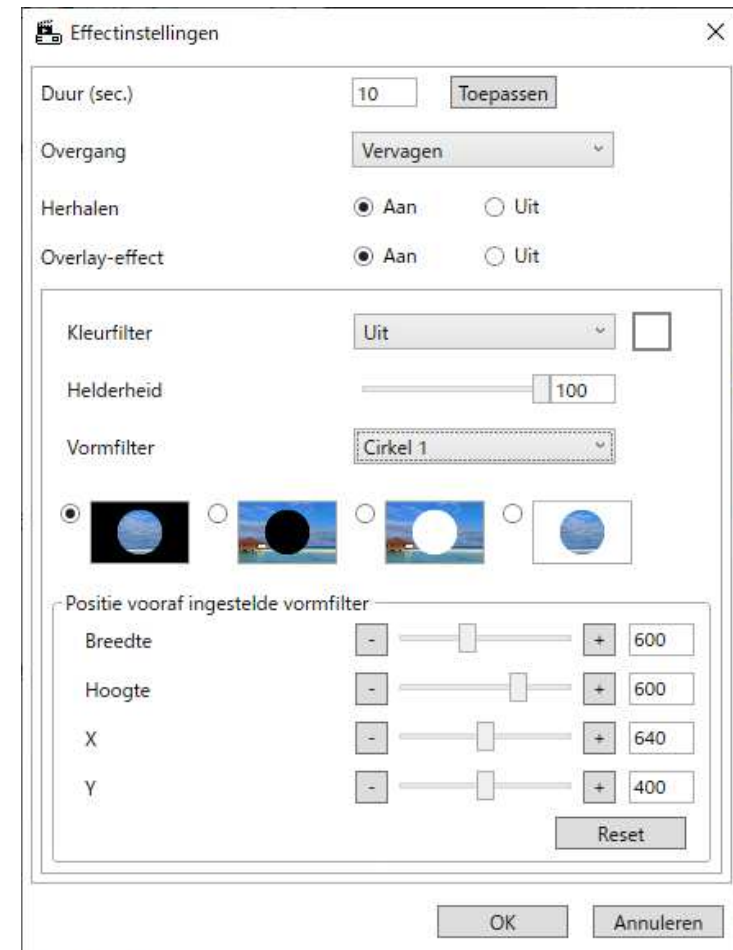 Effectinstellingen
Duur (sec.) 10 Toepassen
Overgang Vervagen
Herhalen Aan Uit
Overlay-effect Aan Uit
Kleurfilter Uit
Helderheid 100
Vormfilter Cirkel 1
Positie vooraf ingestelde vormfilter
Breedte - + 600
Hoogte - + 600
X - + 640
Y - + 400
Reset
OK Annuleren